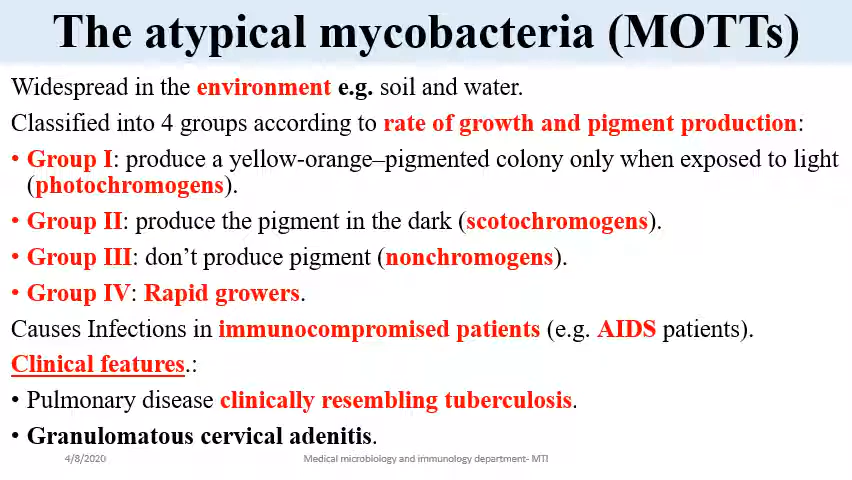 The atypical mycobacteria (MOTTs)
Widespread in the environment e.g. soil and water.
Classified into 4 groups according to rate of growth and pigment production:
• Group I: produce a yellow-orange–pigmented colony only when exposed to light
(photochromogens).
• Group II: produce the pigment in the dark (scotochromogens).
• Group III: don’t produce pigment (nonchromogens).
• Group IV: Rapid growers.
Causes Infections in immunocompromised patients (e.g. AIDS patients).
Clinical features.:
• Pulmonary disease clinically resembling tuberculosis.
• Granulomatous cervical adenitis.
4/8/2020 Medical microbiology and immunology department- MTI